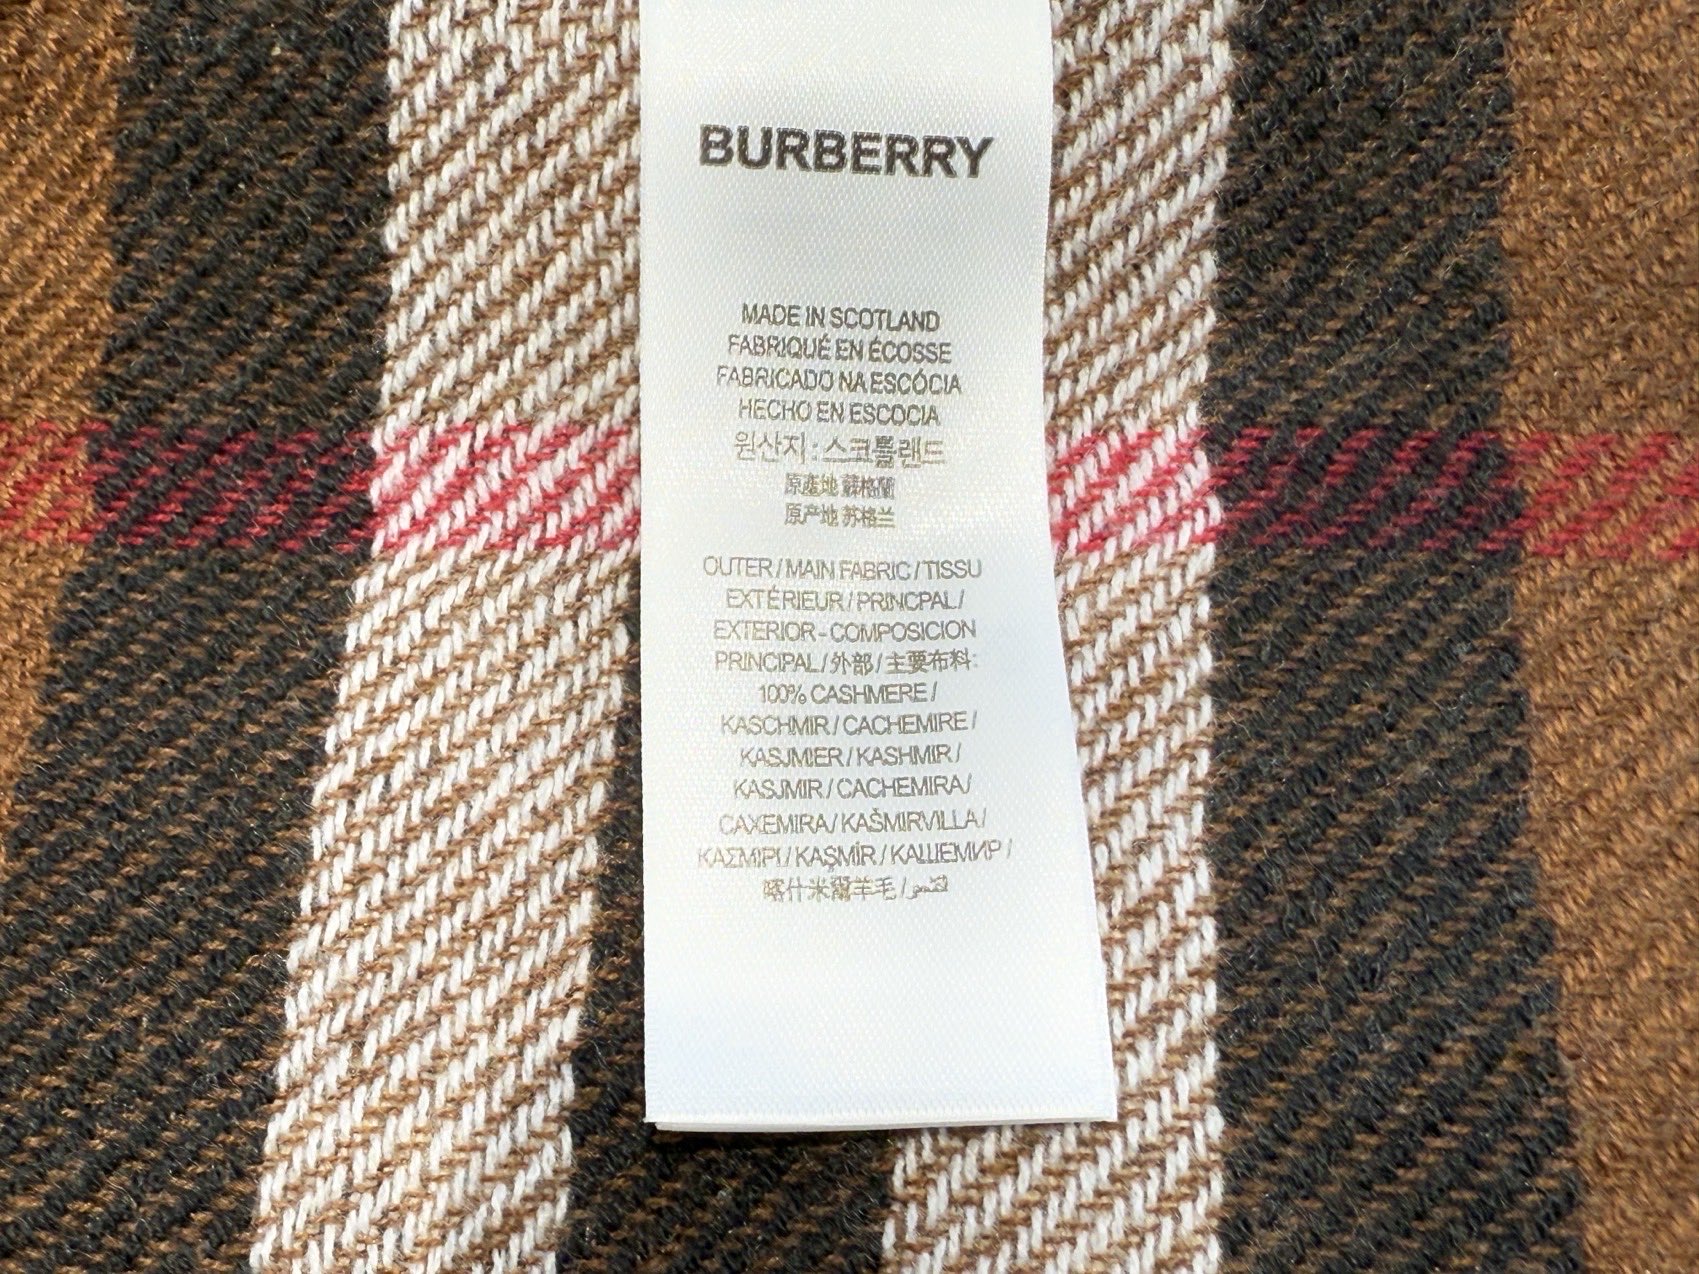 BURBERRY
MADE IN SCOTLAND
FABRIQUÉ EN ÉCOSSE
FABRICADO NA ESCÓCIA
HECHO EN ESCOCIA
원산지 : 스코틀랜드
原產地 蘇格蘭
原产地 苏格兰
OUTER / MAIN FABRIC / TISSU
EXTÉRIEUR / PRINCPAL /
EXTERIOR - COMPOSICION
PRINCIPAL / 外部 / 主要布料:
100% CASHMERE /
KASCHMIR / CACHEMIRE /
KASJMIER / KASHMIR /
KASJMIR / CACHEMIRA /
CAXEMIRA / KAŠMIRVILLA /
ΚΑΣΜΙΡΙ / KAŞMİR / КАШЕМИР /
喀什米爾羊毛 /